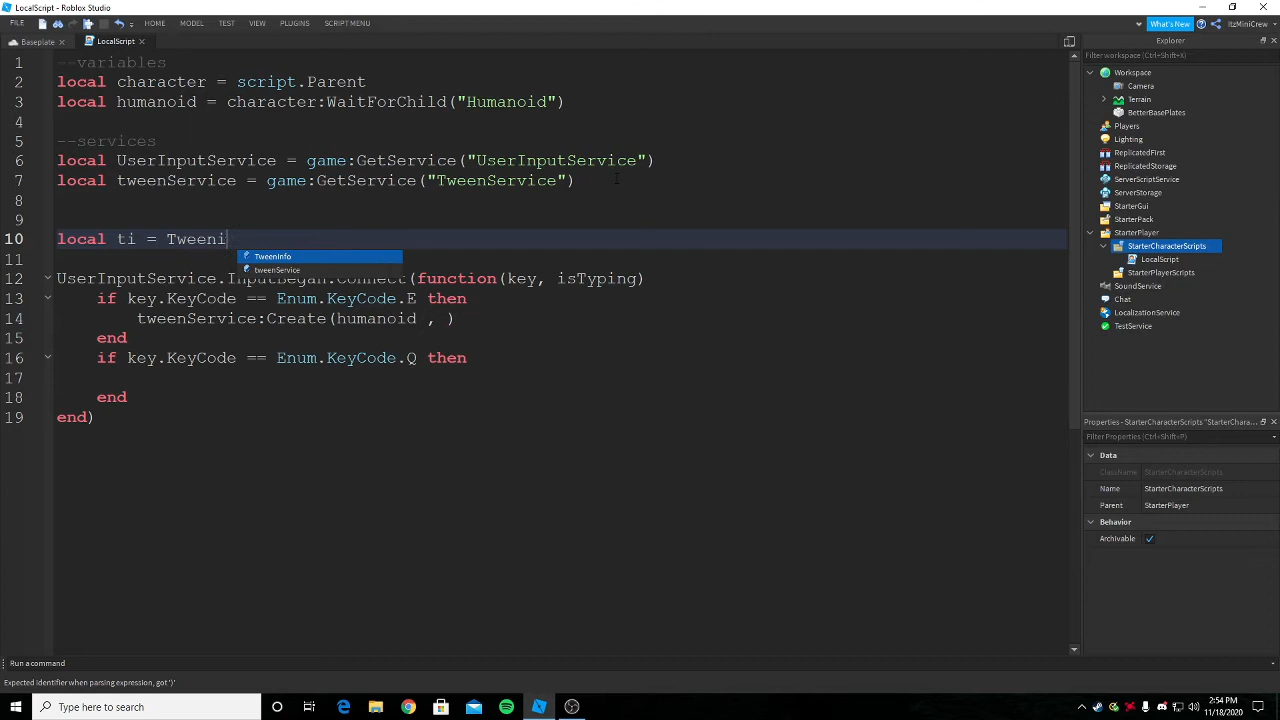 LocalScript - Roblox Studio
FILE HOME MODEL TEST VIEW PLUGINS SCRIPT MENU What's New ItzMiniCrew
Baseplate LocalScript
1 --variables
2 local character = script.Parent
3 local humanoid = character:WaitForChild("Humanoid")
4
5 --services
6 local UserInputService = game:GetService("UserInputService")
7 local tweenService = game:GetService("TweenService")
8
9
10 local ti = Tweeni
TweenInfo
tweenService
11
12 UserInputService.InputBegan:Connect(function(key, isTyping)
13 if key.KeyCode == Enum.KeyCode.E then
14 tweenService:Create(humanoid , )
15 end
16 if key.KeyCode == Enum.KeyCode.Q then
17
18 end
19 end)
Explorer
Filter workspace (Ctrl+Shift+X)
Workspace
Camera
Terrain
BetterBasePlates
Players
Lighting
ReplicatedFirst
ReplicatedStorage
ServerScriptService
ServerStorage
StarterGui
StarterPack
StarterPlayer
StarterCharacterScripts
LocalScript
StarterPlayerScripts
SoundService
Chat
LocalizationService
TestService
Properties - StarterCharacterScripts "StarterChara...
Filter Properties (Ctrl+Shift+P)
Data
ClassName StarterCharacterScripts
Name StarterCharacterScripts
Parent StarterPlayer
Behavior
Archivable
Run a command
Expected identifier when parsing expression, got ')'
Type here to search
2:54 PM
11/18/2020